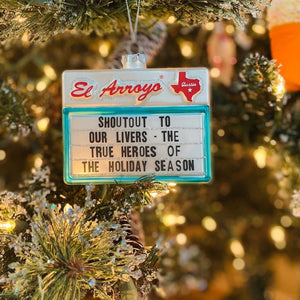 El Arroyo®
Austin
SHOUTOUT TO
OUR LIVERS - THE
TRUE HEROES OF
THE HOLIDAY SEASON